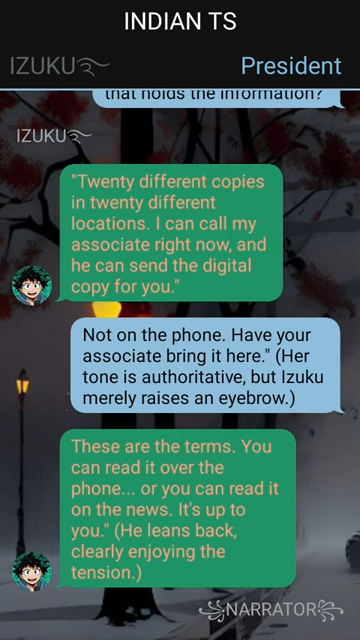 INDIAN TS
IZUKU President
that holds the information?
IZUKU
"Twenty different copies
in twenty different
locations. I can call my
associate right now, and
he can send the digital
copy for you."
Not on the phone. Have your
associate bring it here." (Her
tone is authoritative, but Izuku
merely raises an eyebrow.)
These are the terms. You
can read it over the
phone... or you can read it
on the news. It's up to
you." (He leans back,
clearly enjoying the
tension.)
NARRATOR